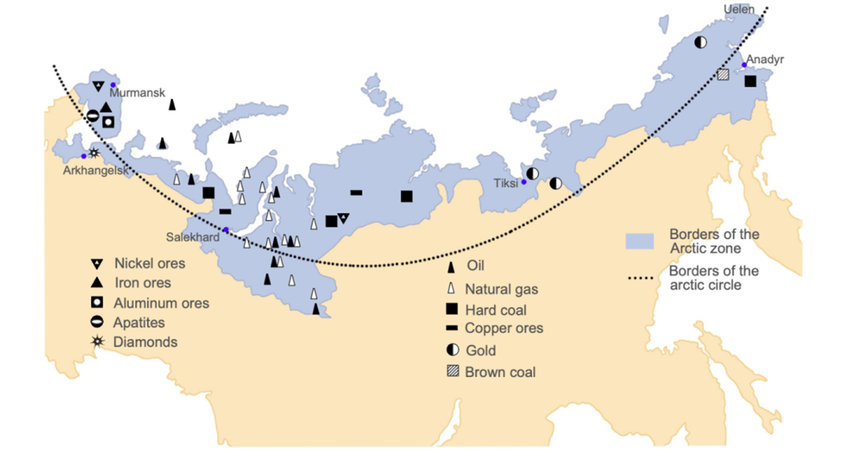 Uelen
Anadyr
Murmansk
Arkhangelsk
Tiksi
Salekhard
Borders of the
Arctic zone
Borders of the
arctic circle
Nickel ores
Iron ores
Aluminum ores
Apatites
Diamonds
Oil
Natural gas
Hard coal
Copper ores
Gold
Brown coal